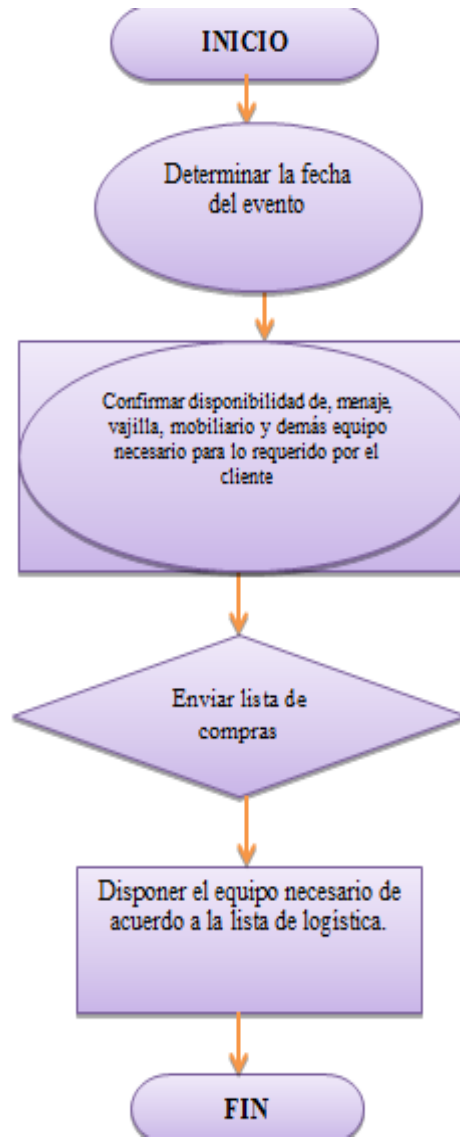 INICIO
Determinar la fecha
del evento
Confirmar disponibilidad de, menaje,
vajilla, mobiliario y demás equipo
necesario para lo requerido por el
cliente
Enviar lista de
compras
Disponer el equipo necesario de
acuerdo a la lista de logística.
FIN